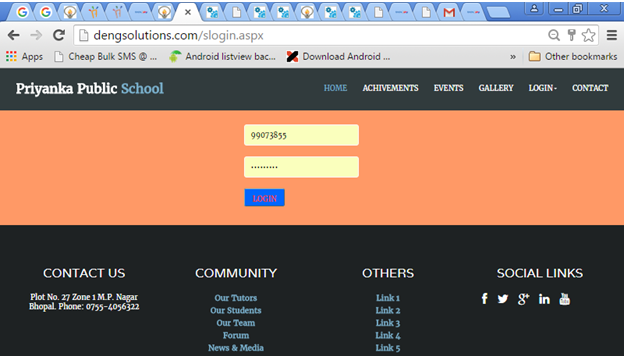 dengsolutions.com/slogin.aspx
Apps Cheap Bulk SMS @ ... Android listview bac... Download Android ... » Other bookmarks
Priyanka Public School HOME ACHIVEMENTS EVENTS GALLERY LOGIN CONTACT
99073855
.........
LOGIN
CONTACT US COMMUNITY OTHERS SOCIAL LINKS
Plot No. 27 Zone 1 M.P. Nagar
Bhopal. Phone: 0755-4056322
Our Tutors
Our Students
Our Team
Forum
News & Media
Link 1
Link 2
Link 3
Link 4
Link 5